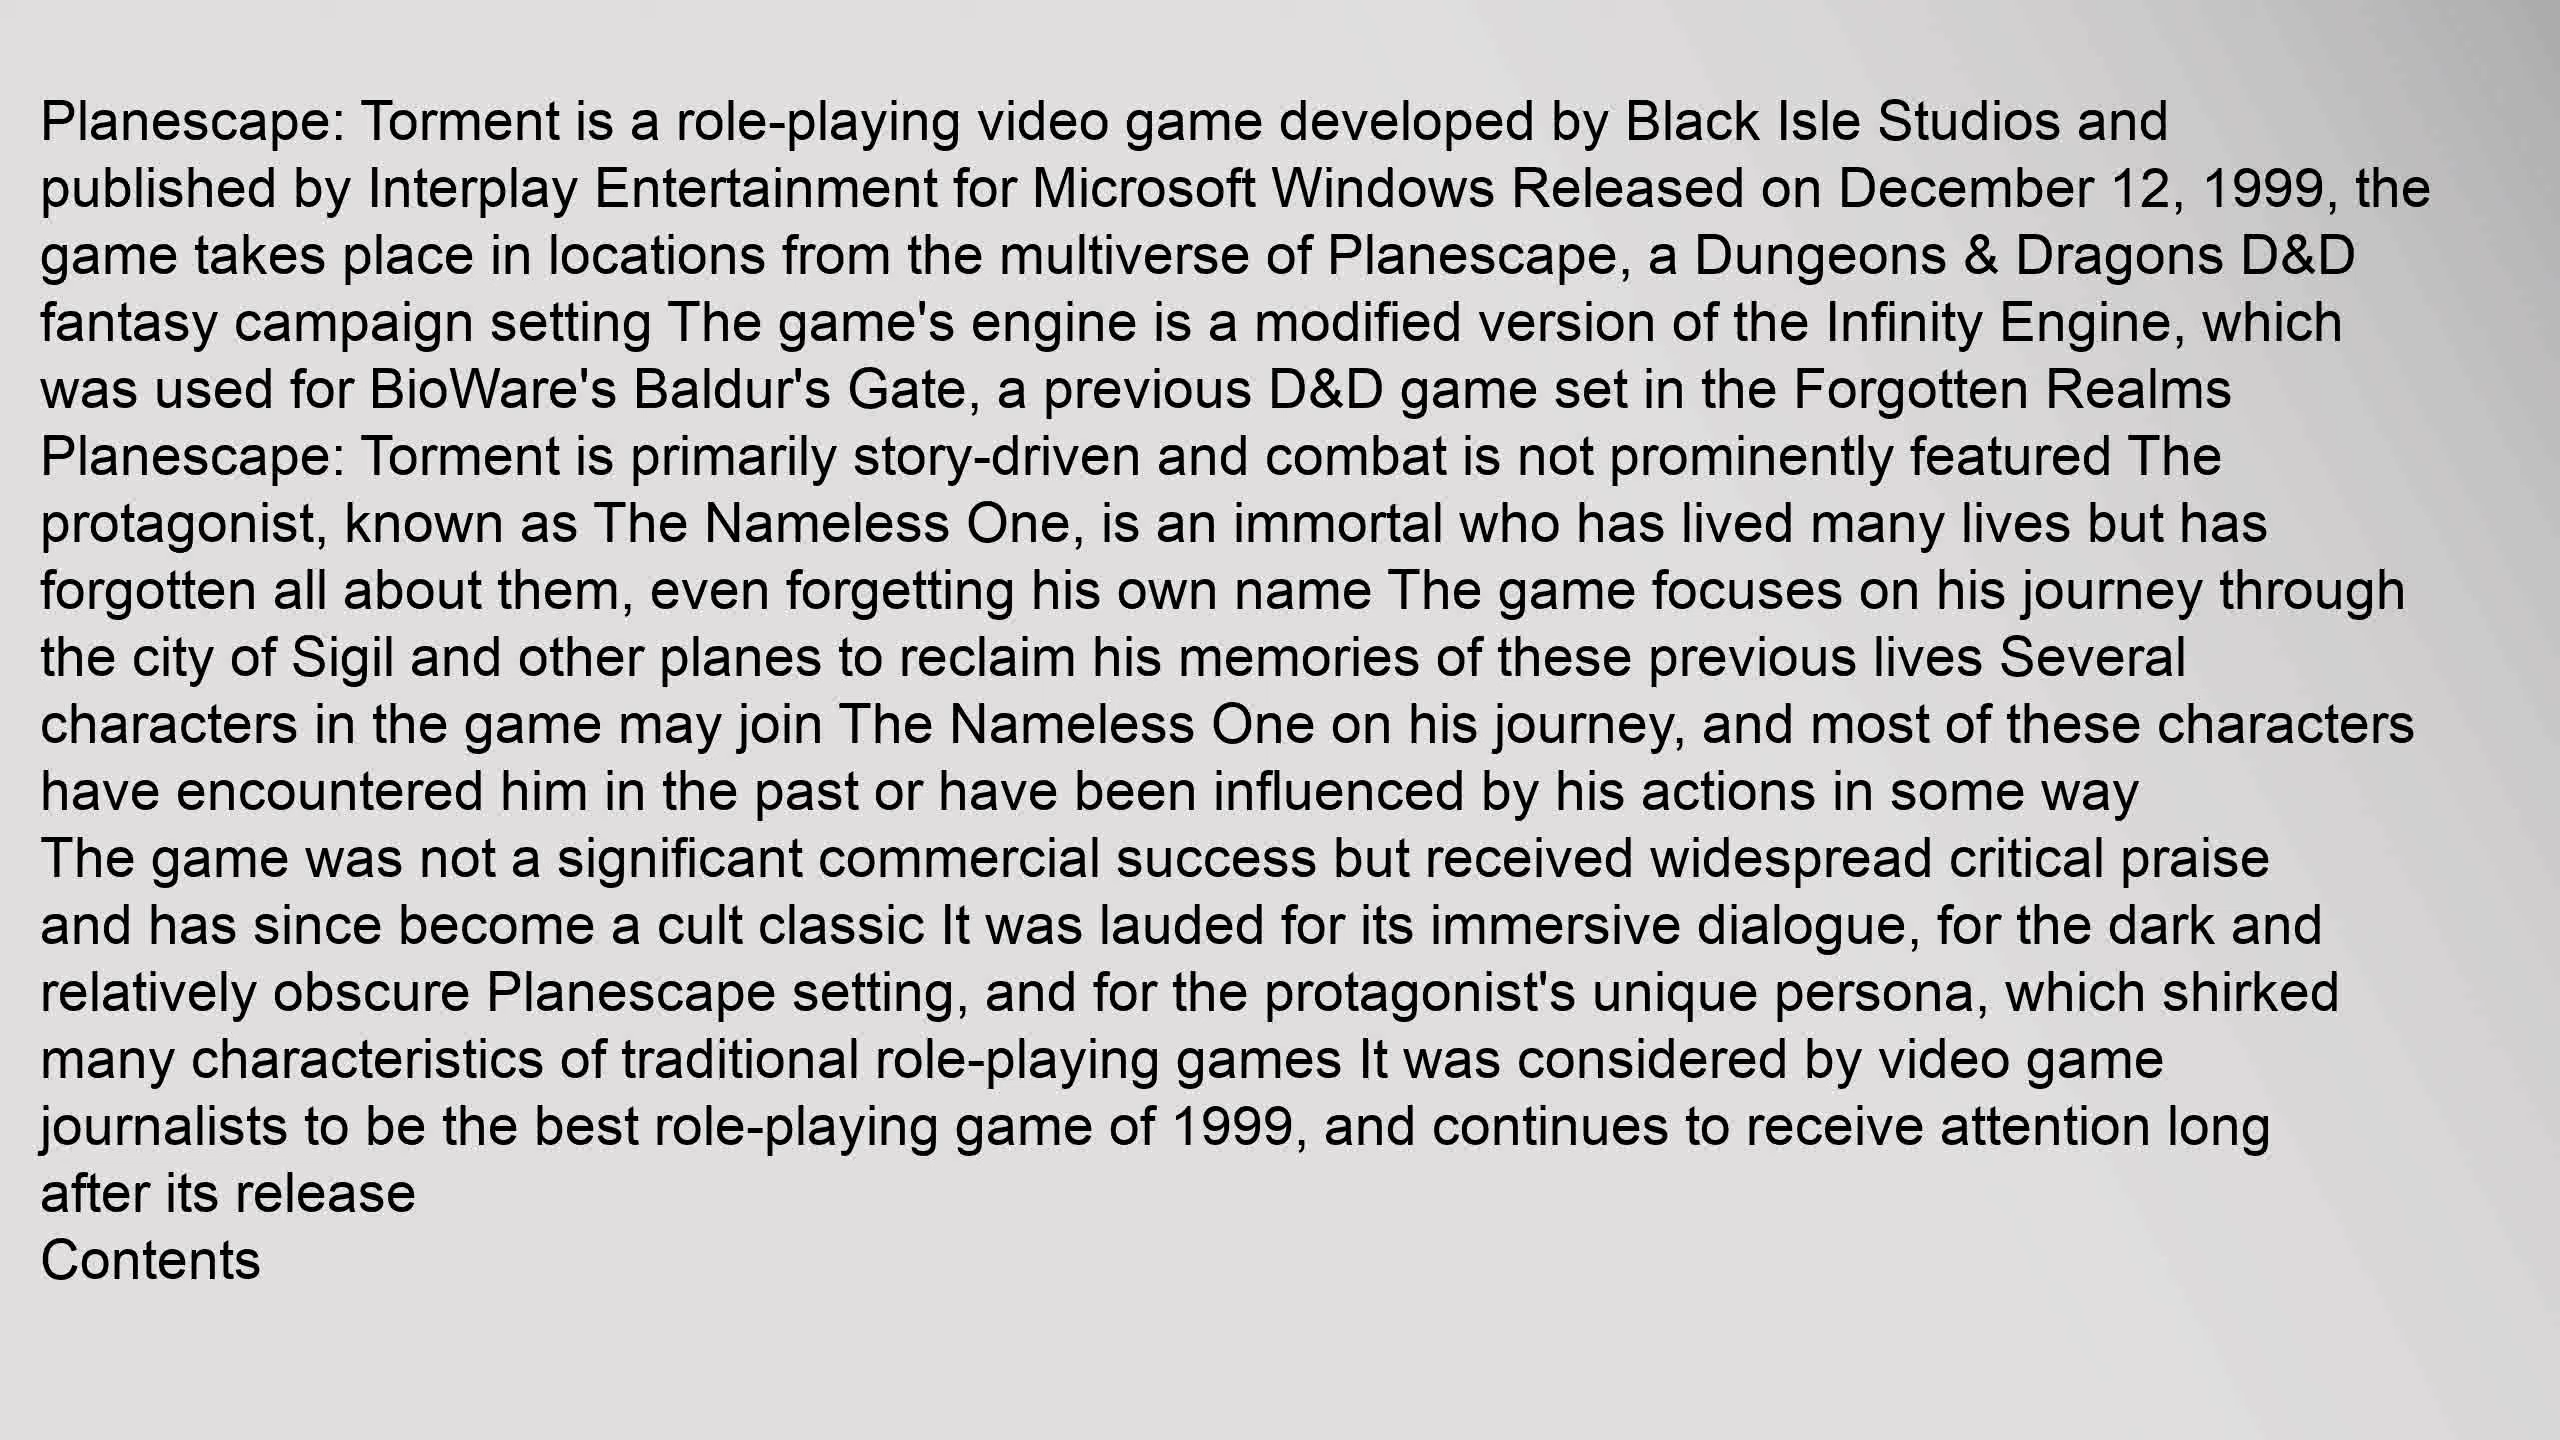 Planescape: Torment is a role-playing video game developed by Black Isle Studios and
published by Interplay Entertainment for Microsoft Windows Released on December 12, 1999, the
game takes place in locations from the multiverse of Planescape, a Dungeons & Dragons D&D
fantasy campaign setting The game's engine is a modified version of the Infinity Engine, which
was used for BioWare's Baldur's Gate, a previous D&D game set in the Forgotten Realms
Planescape: Torment is primarily story-driven and combat is not prominently featured The
protagonist, known as The Nameless One, is an immortal who has lived many lives but has
forgotten all about them, even forgetting his own name The game focuses on his journey through
the city of Sigil and other planes to reclaim his memories of these previous lives Several
characters in the game may join The Nameless One on his journey, and most of these characters
have encountered him in the past or have been influenced by his actions in some way
The game was not a significant commercial success but received widespread critical praise
and has since become a cult classic It was lauded for its immersive dialogue, for the dark and
relatively obscure Planescape setting, and for the protagonist's unique persona, which shirked
many characteristics of traditional role-playing games It was considered by video game
journalists to be the best role-playing game of 1999, and continues to receive attention long
after its release
Contents